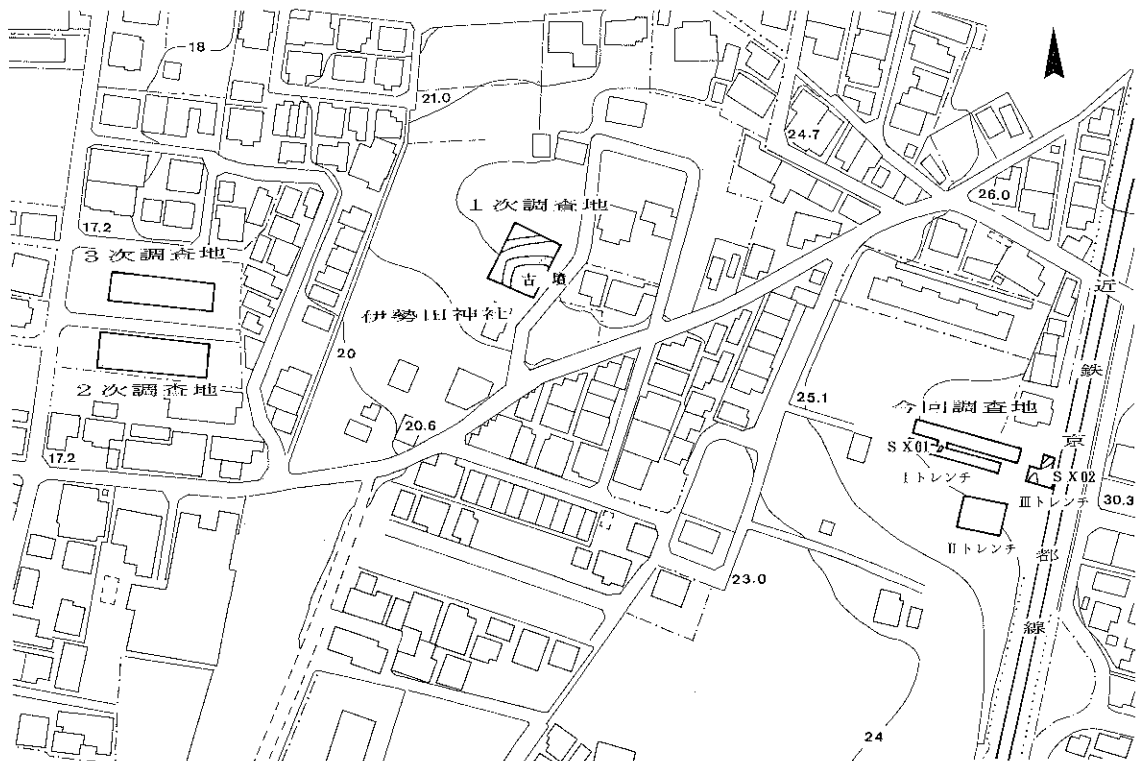 18
21.0
24.7
26.0
1次調査地
17.2
3次調査地
古墳
伊勢田神社
近鉄京都線
20
2次調査地
25.1
今回調査地
20.6
SX01
Iトレンチ
SX02
17.2
IIIトレンチ
30.3
IIトレンチ
23.0
24